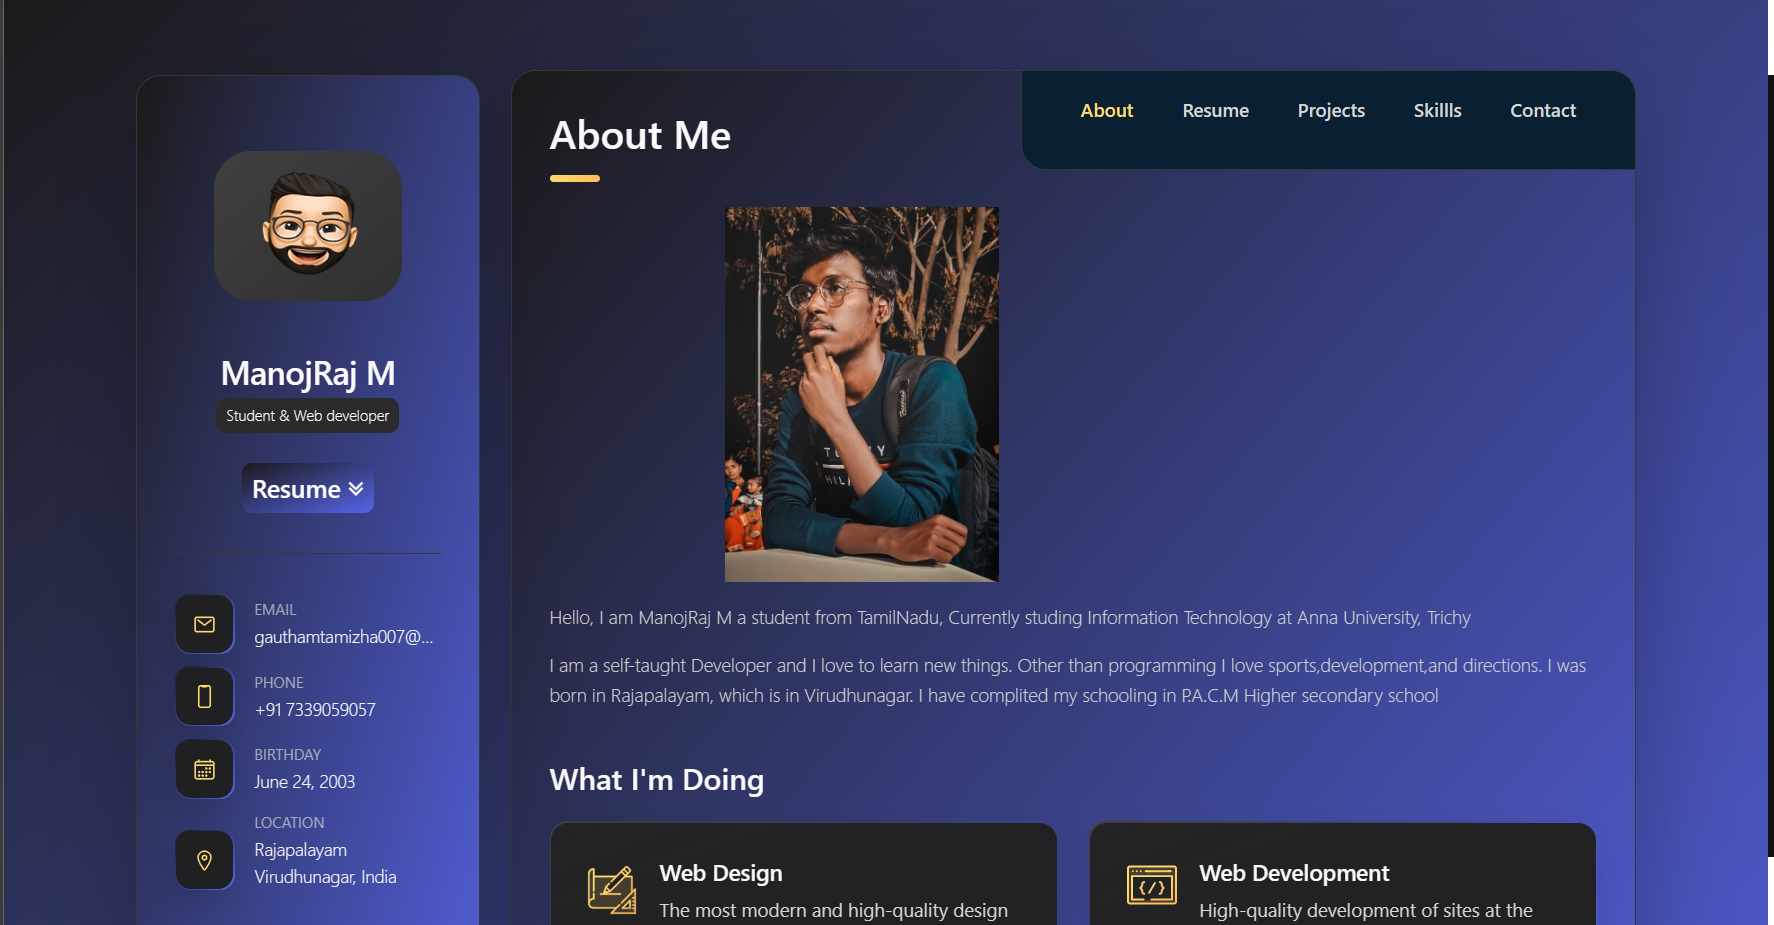 About Me
About Resume Projects Skillls Contact
ManojRaj M
Student & Web developer
Resume
EMAIL
gauthamtamizha007@...
PHONE
+91 7339059057
BIRTHDAY
June 24, 2003
LOCATION
Rajapalayam
Virudhunagar, India
Hello, I am ManojRaj M a student from TamilNadu, Currently studing Information Technology at Anna University, Trichy
I am a self-taught Developer and I love to learn new things. Other than programming I love sports,development,and directions. I was
born in Rajapalayam, which is in Virudhunagar. I have complited my schooling in P.A.C.M Higher secondary school
What I'm Doing
Web Design
The most modern and high-quality design
Web Development
High-quality development of sites at the